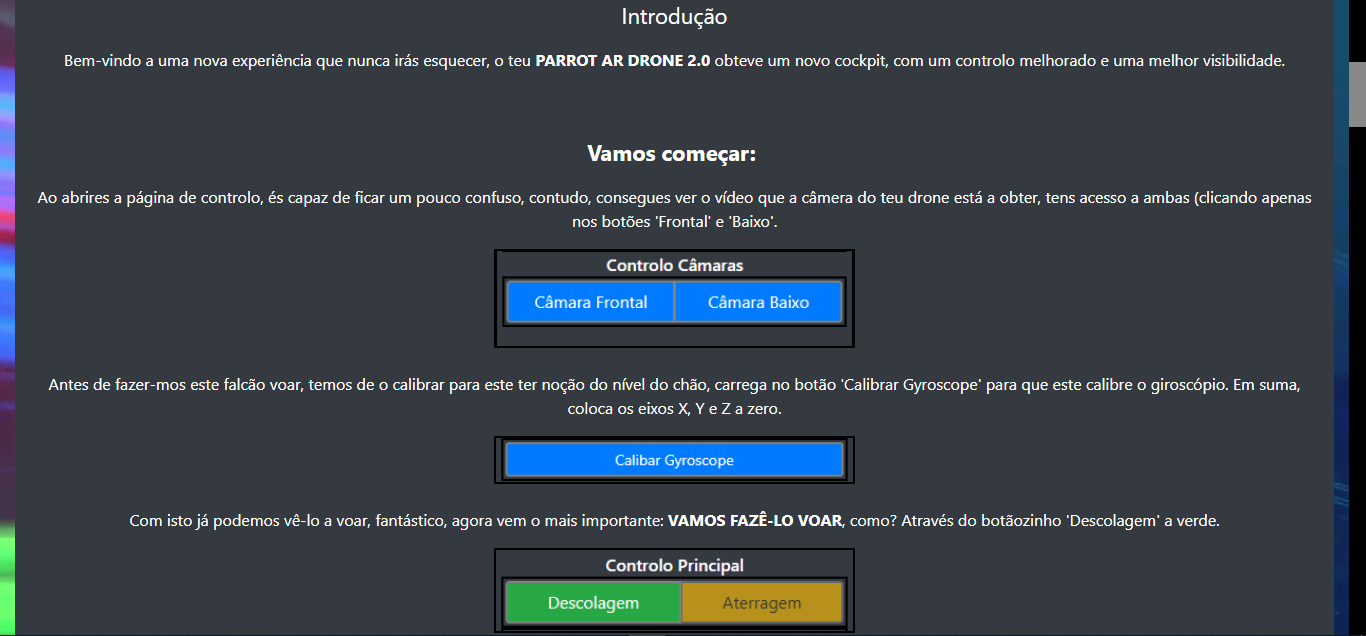 Introdução
Bem-vindo a uma nova experiência que nunca irás esquecer, o teu PARROT AR DRONE 2.0 obteve um novo cockpit, com um controlo melhorado e uma melhor visibilidade.
Vamos começar:
Ao abrires a página de controlo, és capaz de ficar um pouco confuso, contudo, consegues ver o vídeo que a câmera do teu drone está a obter, tens acesso a ambas (clicando apenas
nos botões 'Frontal' e 'Baixo'.
Controlo Câmaras
Câmara Frontal Câmara Baixo
Antes de fazer-mos este falcão voar, temos de o calibrar para este ter noção do nível do chão, carrega no botão 'Calibrar Gyroscope' para que este calibre o giroscópio. Em suma,
coloca os eixos X, Y e Z a zero.
Calibar Gyroscope
Com isto já podemos vê-lo a voar, fantástico, agora vem o mais importante: VAMOS FAZÊ-LO VOAR, como? Através do botãozinho 'Descolagem' a verde.
Controlo Principal
Descolagem Aterragem